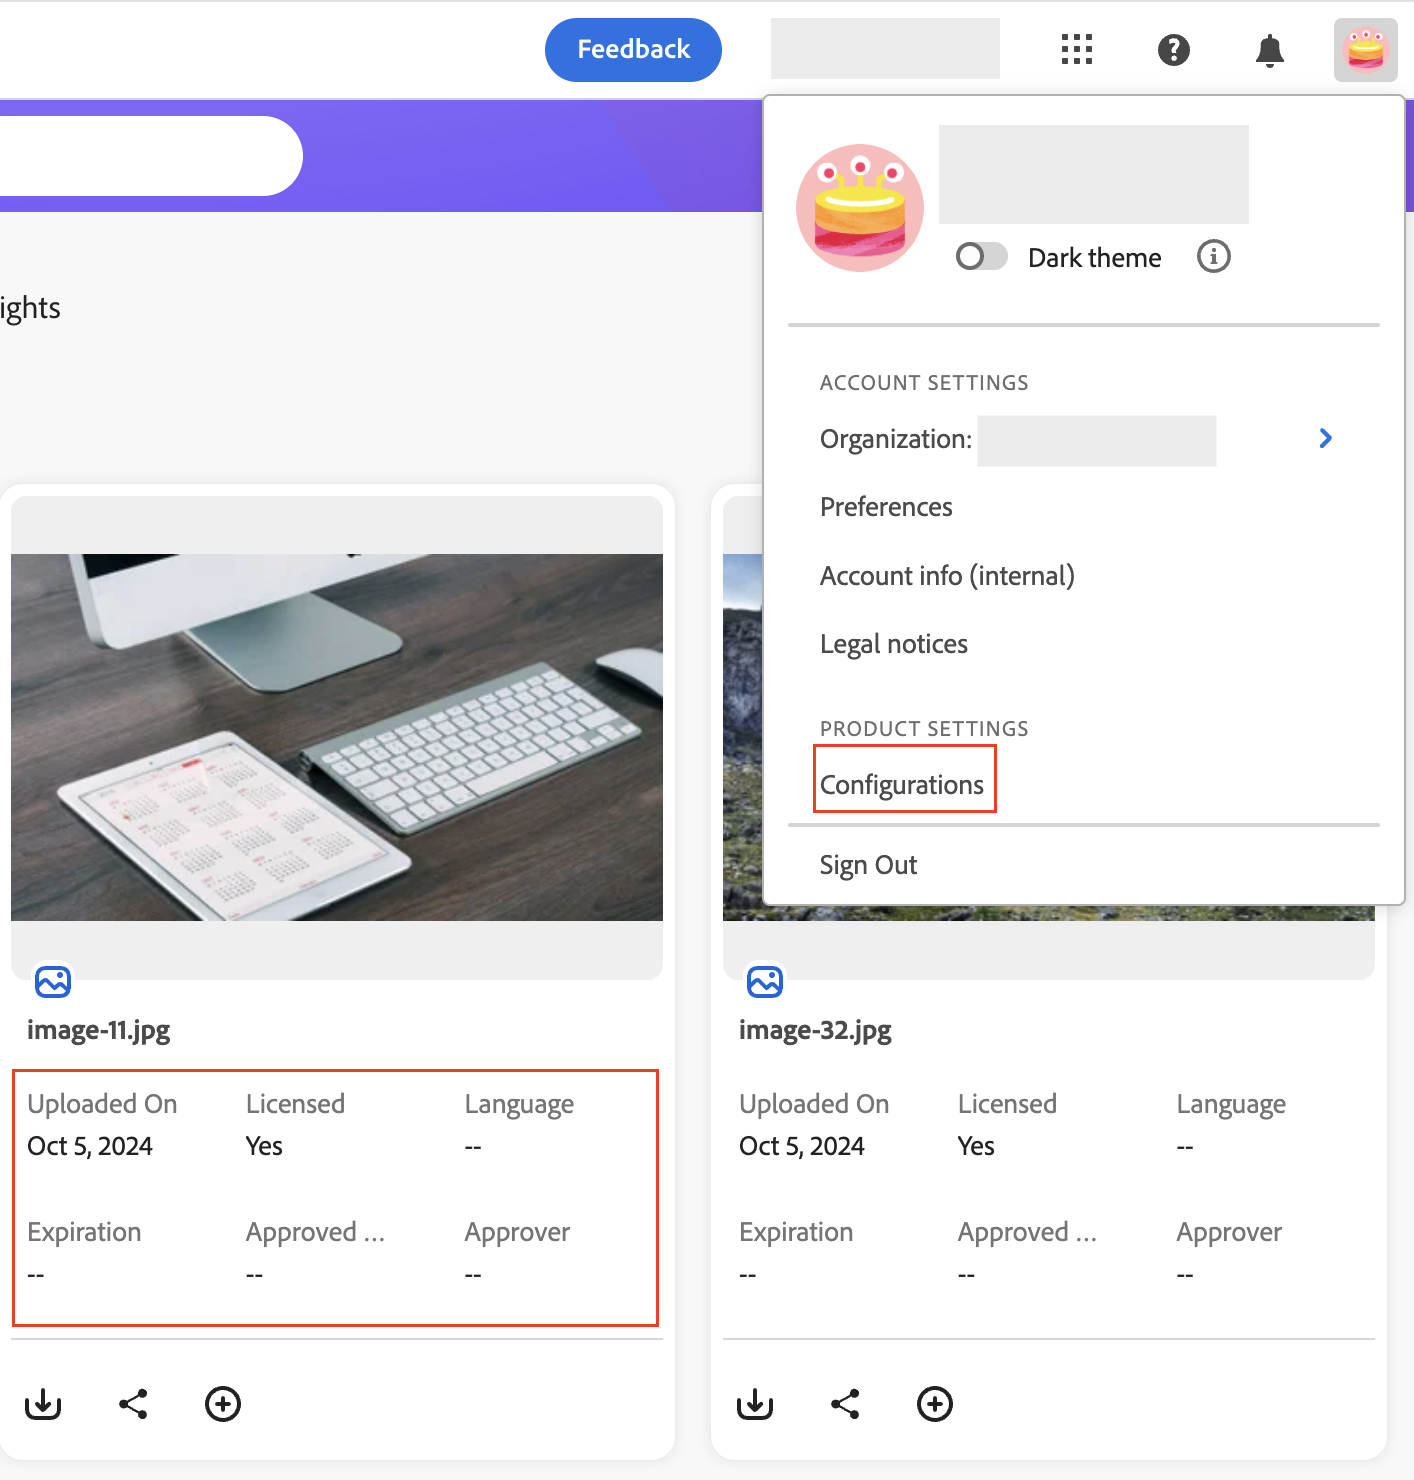 Feedback
Dark theme
ights
ACCOUNT SETTINGS
Organization:
Preferences
Account info (internal)
Legal notices
PRODUCT SETTINGS
Configurations
Sign Out
image-11.jpg
Uploaded On Licensed Language
Oct 5, 2024 Yes --
Expiration Approved ... Approver
-- -- --
image-32.jpg
Uploaded On Licensed Language
Oct 5, 2024 Yes --
Expiration Approved ... Approver
-- -- --